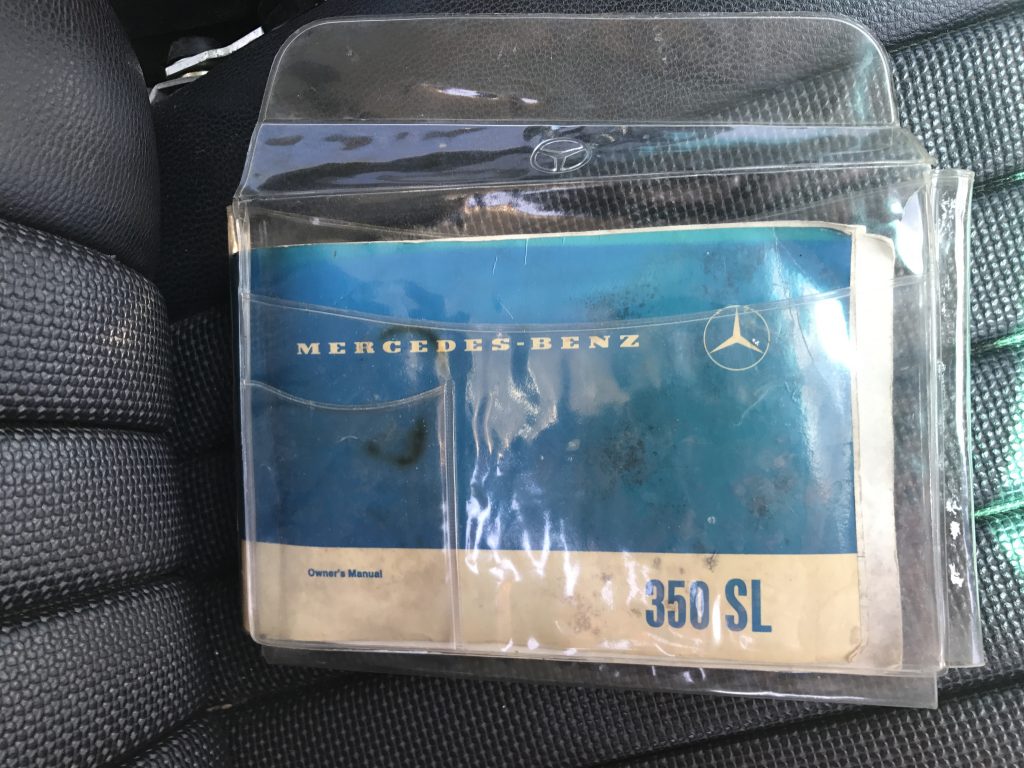 MERCEDES-BENZ
Owner's Manual
350 SL